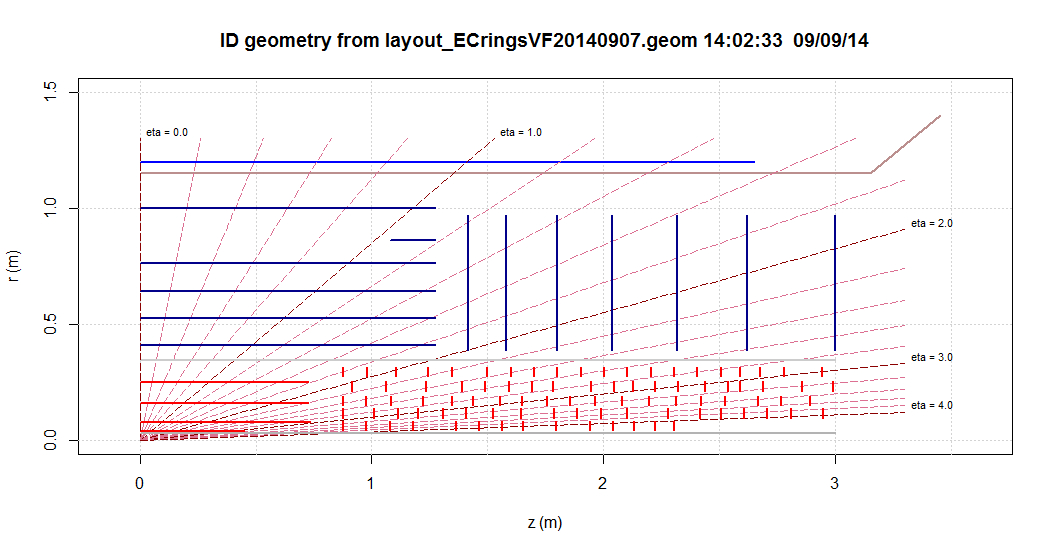 ID geometry from layout_ECringsVF20140907.geom 14:02:33  09/09/14
eta = 0.0
eta = 1.0
eta = 2.0
eta = 3.0
eta = 4.0
1.5
1.0
0.5
0.0
r (m)
0
1
2
3
z (m)